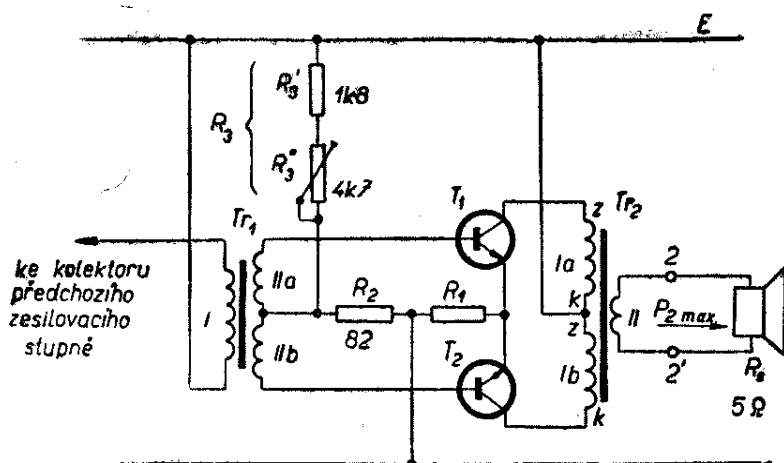 E
R₃'
1k8
R₃
R₃"
4k7
T₁
Tr₁
z
Tr₂
ke kolektoru
předchozího
zesilovacího
stupně
I
IIa
IIb
R₂
82
R₁
T₂
Ia
k
z
Ib
k
II
2
P₂ max
2'
Rₛ
5 Ω